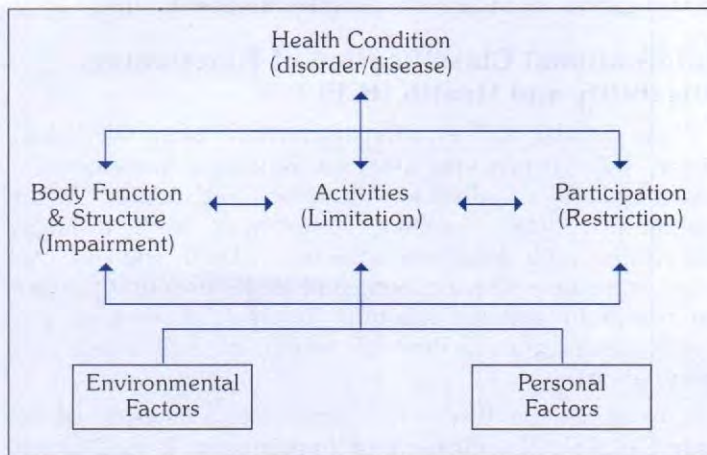 Health Condition
(disorder/disease)
Body Function
& Structure
(Impairment)
Activities
(Limitation)
Participation
(Restriction)
Environmental
Factors
Personal
Factors